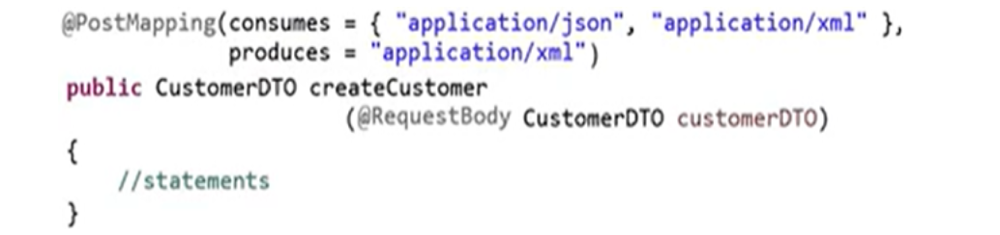 @PostMapping(consumes = { "application/json", "application/xml" },
produces = "application/xml")
public CustomerDTO createCustomer
(@RequestBody CustomerDTO customerDTO)
{
//statements
}